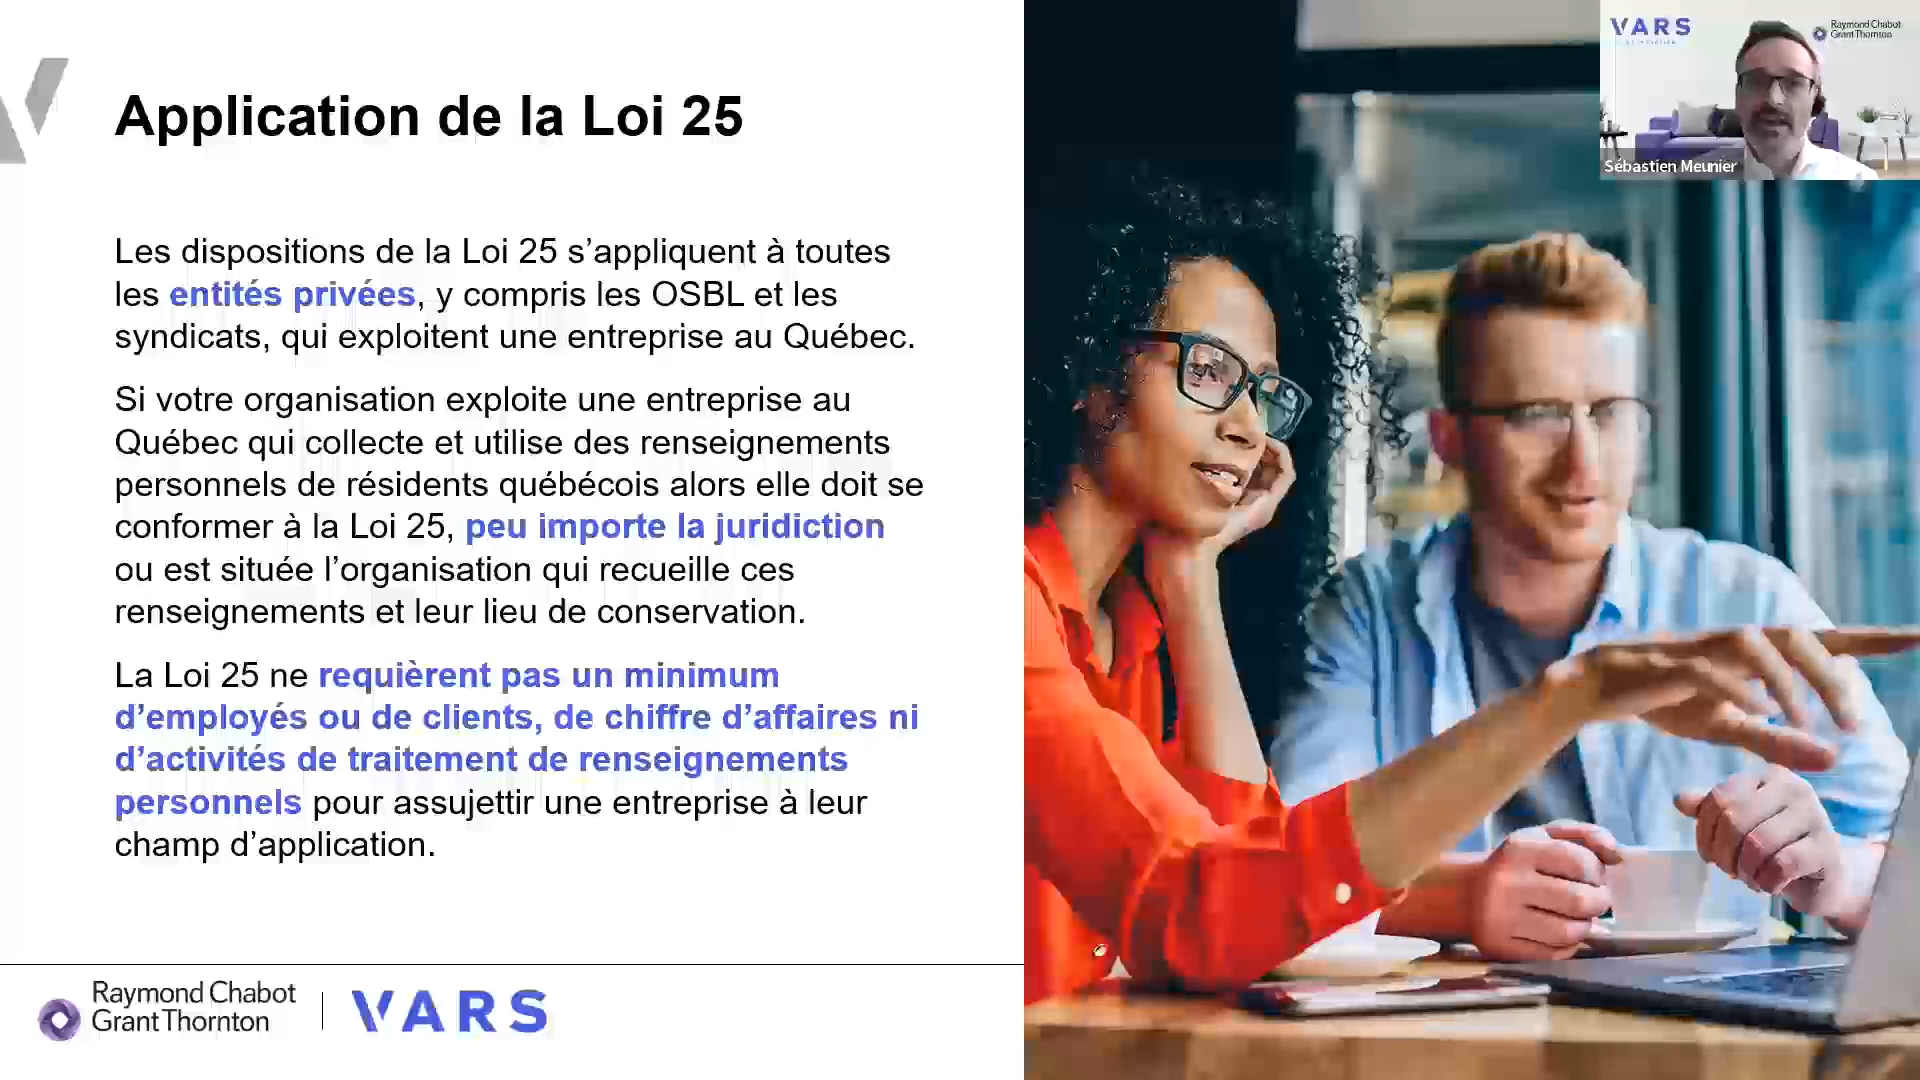 Application de la Loi 25
Les dispositions de la Loi 25 s’appliquent à toutes
les entités privées, y compris les OSBL et les
syndicats, qui exploitent une entreprise au Québec.
Si votre organisation exploite une entreprise au
Québec qui collecte et utilise des renseignements
personnels de résidents québécois alors elle doit se
conformer à la Loi 25, peu importe la juridiction
ou est située l’organisation qui recueille ces
renseignements et leur lieu de conservation.
La Loi 25 ne requièrent pas un minimum
d’employés ou de clients, de chiffre d’affaires ni
d’activités de traitement de renseignements
personnels pour assujettir une entreprise à leur
champ d’application.
Raymond Chabot
Grant Thornton
VARS
VARS
Raymond Chabot
Grant Thornton
Sébastien Meunier